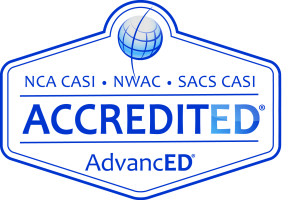 NCA CASI • NWAC • SACS CASI
ACCREDITED®
AdvancED®